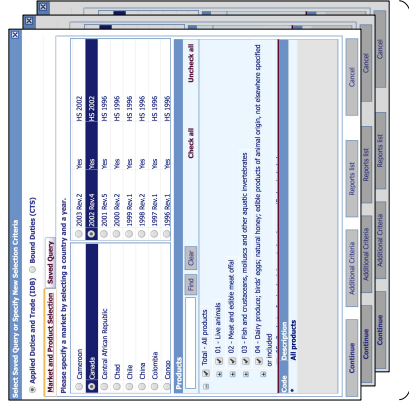 Select Saved Query or Specify New Selection Criteria
Applied Duties and Trade (IDB) Bound Duties (CTS)
Market and Product Selection Saved Query
Please specify a market by selecting a country and a year.
Cameroon 2003 Rev.2 Yes HS 2002
Canada 2002 Rev.4 Yes HS 2002
Central African Republic 2001 Rev.5 Yes HS 1996
Chad 2000 Rev.2 Yes HS 1996
Chile 1999 Rev.1 Yes HS 1996
China 1998 Rev.2 Yes HS 1996
Colombia 1997 Rev.1 Yes HS 1996
Congo 1996 Rev.1 Yes HS 1996
Products
Find Clear Check all Uncheck all
Total - All products
01 - Live animals
02 - Meat and edible meat offal
03 - Fish and crustaceans, molluscs and other aquatic invertebrates
04 - Dairy produce; birds' eggs; natural honey; edible products of animal origin, not elsewhere specified
or included
Code Description
All products
Continue Additional Criteria Reports list Cancel
Continue Additional Criteria Reports list Cancel
Continue Additional Criteria Reports list Cancel